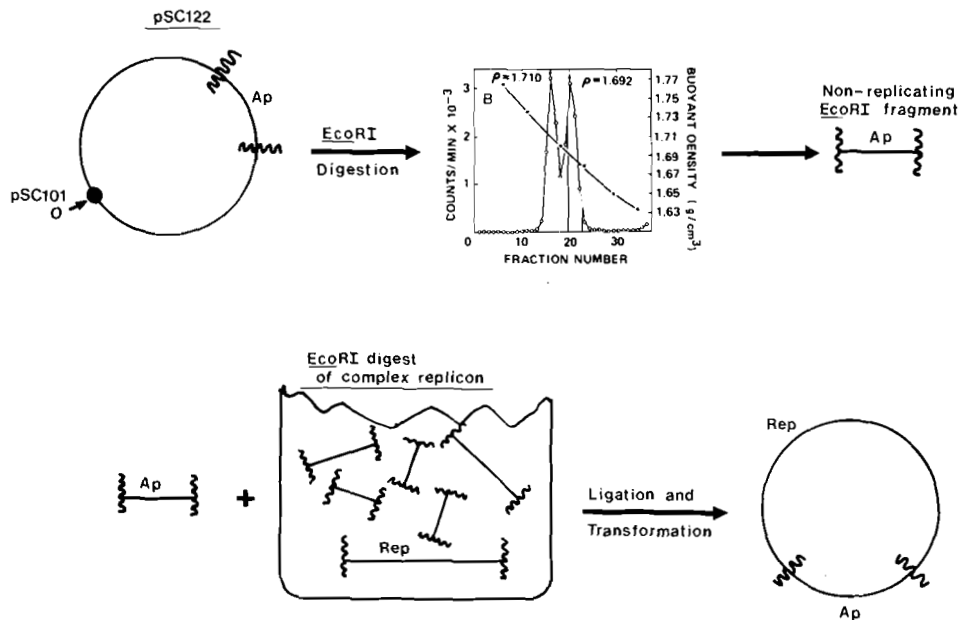 pSC122
Ap
pSC101
O
EcoRI
Digestion
ρ=1.710
ρ=1.692
B
COUNTS/MIN X 10⁻³
3
2
1
0
10
20
30
FRACTION NUMBER
1.77
1.75
1.73
1.71
1.69
1.67
1.65
1.63
BUOYANT DENSITY (g/cm³)
Non-replicating
EcoRI fragment
Ap
EcoRI digest
of complex replicon
Ap
+
Rep
Ligation and
Transformation
Rep
Ap